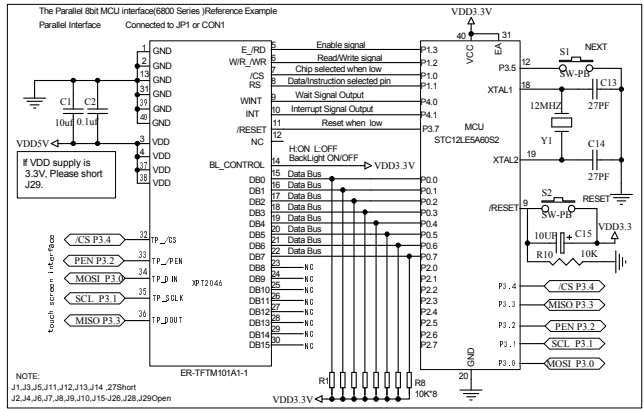 The Parallel 8bit MCU interface(6800 Series )Reference Example
Parallel Interface Connected to JP1 or CON1
VDD3.3V
40 31
VCC EA
1 GND
2 GND
13 GND
31 GND
39 GND
40 GND
C1 C2
10uf 0.1uf
VDD5V
3 VDD
4 VDD
37 VDD
38 VDD
If VDD supply is
3.3V, Please short
J29.
E_/RD 5 Enable signal P1.3
W/R_/WR 6 Read/Write signal P1.2
/CS 7 Chip selected when low P1.0
RS 8 Data/Instruction selected pin P1.1
WINT 9 Wait Signal Output P4.0
INT 10 Interrupt Signal Output P4.1
/RESET 11 Reset when low P3.7
NC 12
H:ON L:OFF
BL_CONTROL 14 BackLight ON/OFF VDD3.3V
DB0 15 Data Bus P0.0
DB1 16 Data Bus P0.1
DB2 17 Data Bus P0.2
DB3 18 Data Bus P0.3
DB4 19 Data Bus P0.4
DB5 20 Data Bus P0.5
DB6 21 Data Bus P0.6
DB7 22 Data Bus P0.7
DB8 23 NC P2.0
DB9 24 NC P2.1
DB10 25 NC P2.2
DB11 26 NC P2.3
DB12 27 NC P2.4
DB13 28 NC P2.5
DB14 29 NC P2.6
DB15 30 NC P2.7
touch screen interface
/CS P3.4 32 TP_/CS
PEN P3.2 33 TP_/PEN
MOSI P3.0 34 TP_DIN
SCL P3.1 35 TP_SCLK
MISO P3.3 36 TP_DOUT
XPT2046
ER-TFTM101A1-1
MCU
STC12LE5A60S2
P3.5 12 S1 NEXT
SW-PB
XTAL1 18 C13
12MHZ 27PF
Y1 C14
XTAL2 19
27PF
S2
/RESET 9 RESET
SW-PB
VDD3.3
10UF + C15
R10 10K
P3.4 /CS P3.4
P3.3 MISO P3.3
P3.2 PEN P3.2
P3.1 SCL P3.1
P3.0 MOSI P3.0
GND
20
R1 R8
10K*8
VDD3.3V
NOTE:
J1,J3,J5,J11,J12,J13,J14 ,27Short
J2,J4,J6,J7,J8,J9,J10,J15-J26,J28,J29Open